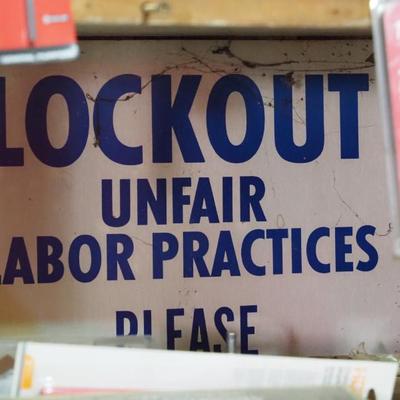 LOCKOUT
UNFAIR
LABOR PRACTICES
PLEASE